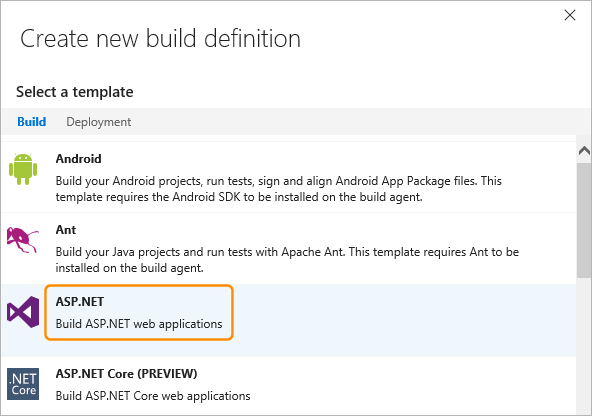 Create new build definition
Select a template
Build Deployment
Android
Build your Android projects, run tests, sign and align Android App Package files. This
template requires the Android SDK to be installed on the build agent.
Ant
Build your Java projects and run tests with Apache Ant. This template requires Ant to be
installed on the build agent.
ASP.NET
Build ASP.NET web applications
.NET
Core
ASP.NET Core (PREVIEW)
Build ASP.NET Core web applications